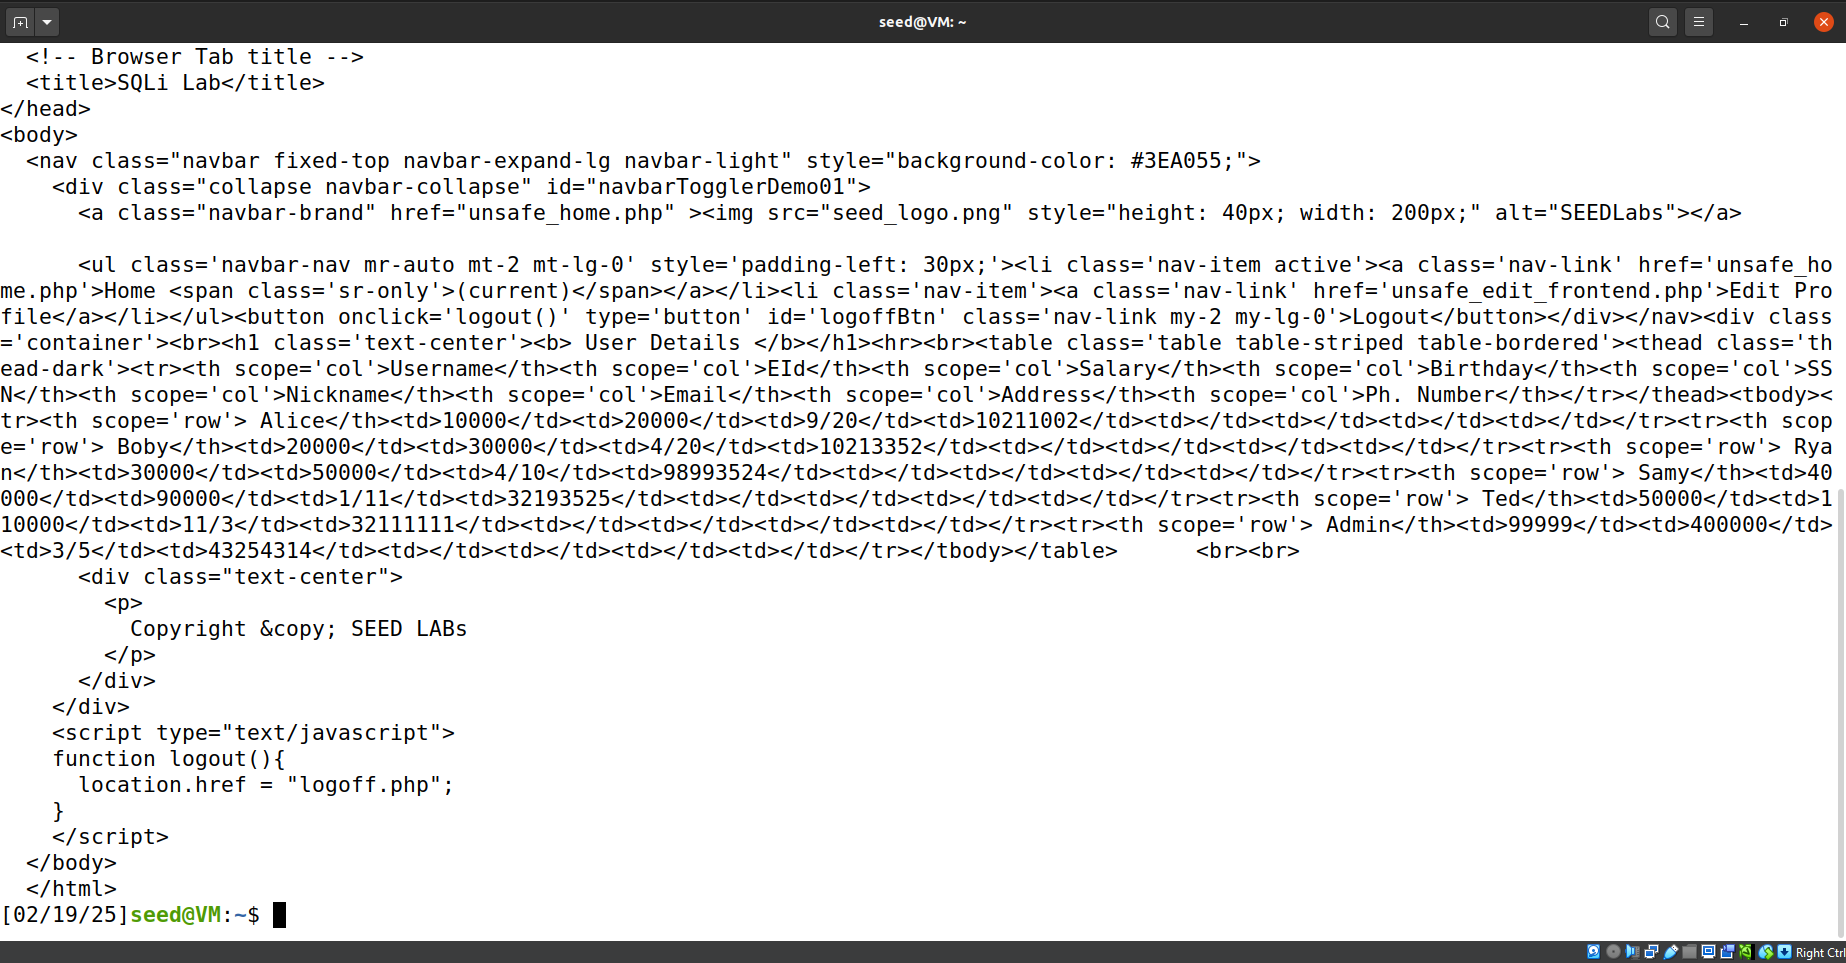 seed@VM: ~
  <!-- Browser Tab title -->
  <title>SQLi Lab</title>
</head>
<body>
  <nav class="navbar fixed-top navbar-expand-lg navbar-light" style="background-color: #3EA055;">
    <div class="collapse navbar-collapse" id="navbarTogglerDemo01">
      <a class="navbar-brand" href="unsafe_home.php" ><img src="seed_logo.png" style="height: 40px; width: 200px;" alt="SEEDLabs"></a>

      <ul class='navbar-nav mr-auto mt-2 mt-lg-0' style='padding-left: 30px;'><li class='nav-item active'><a class='nav-link' href='unsafe_ho
me.php'>Home <span class='sr-only'>(current)</span></a></li><li class='nav-item'><a class='nav-link' href='unsafe_edit_frontend.php'>Edit Pro
file</a></li></ul><button onclick='logout()' type='button' id='logoffBtn' class='nav-link my-2 my-lg-0'>Logout</button></div></nav><div class
='container'><br><h1 class='text-center'><b> User Details </b></h1><hr><br><table class='table table-striped table-bordered'><thead class='th
ead-dark'><tr><th scope='col'>Username</th><th scope='col'>EId</th><th scope='col'>Salary</th><th scope='col'>Birthday</th><th scope='col'>SS
N</th><th scope='col'>Nickname</th><th scope='col'>Email</th><th scope='col'>Address</th><th scope='col'>Ph. Number</th></tr></thead><tbody><
tr><th scope='row'> Alice</th><td>10000</td><td>20000</td><td>9/20</td><td>10211002</td><td></td><td></td><td></td><td></td></tr><tr><th scop
e='row'> Boby</th><td>20000</td><td>30000</td><td>4/20</td><td>10213352</td><td></td><td></td><td></td><td></td></tr><tr><th scope='row'> Rya
n</th><td>30000</td><td>50000</td><td>4/10</td><td>98993524</td><td></td><td></td><td></td><td></td></tr><tr><th scope='row'> Samy</th><td>40
000</td><td>90000</td><td>1/11</td><td>32193525</td><td></td><td></td><td></td><td></td></tr><tr><th scope='row'> Ted</th><td>50000</td><td>1
10000</td><td>11/3</td><td>32111111</td><td></td><td></td><td></td><td></td></tr><tr><th scope='row'> Admin</th><td>99999</td><td>400000</td>
<td>3/5</td><td>43254314</td><td></td><td></td><td></td><td></td></tr></tbody></table>      <br><br>
      <div class="text-center">
        <p>
          Copyright &copy; SEED LABs
        </p>
      </div>
    </div>
    <script type="text/javascript">
    function logout(){
      location.href = "logoff.php";
    }
    </script>
  </body>
  </html>
[02/19/25]seed@VM:~$
Right Ctrl